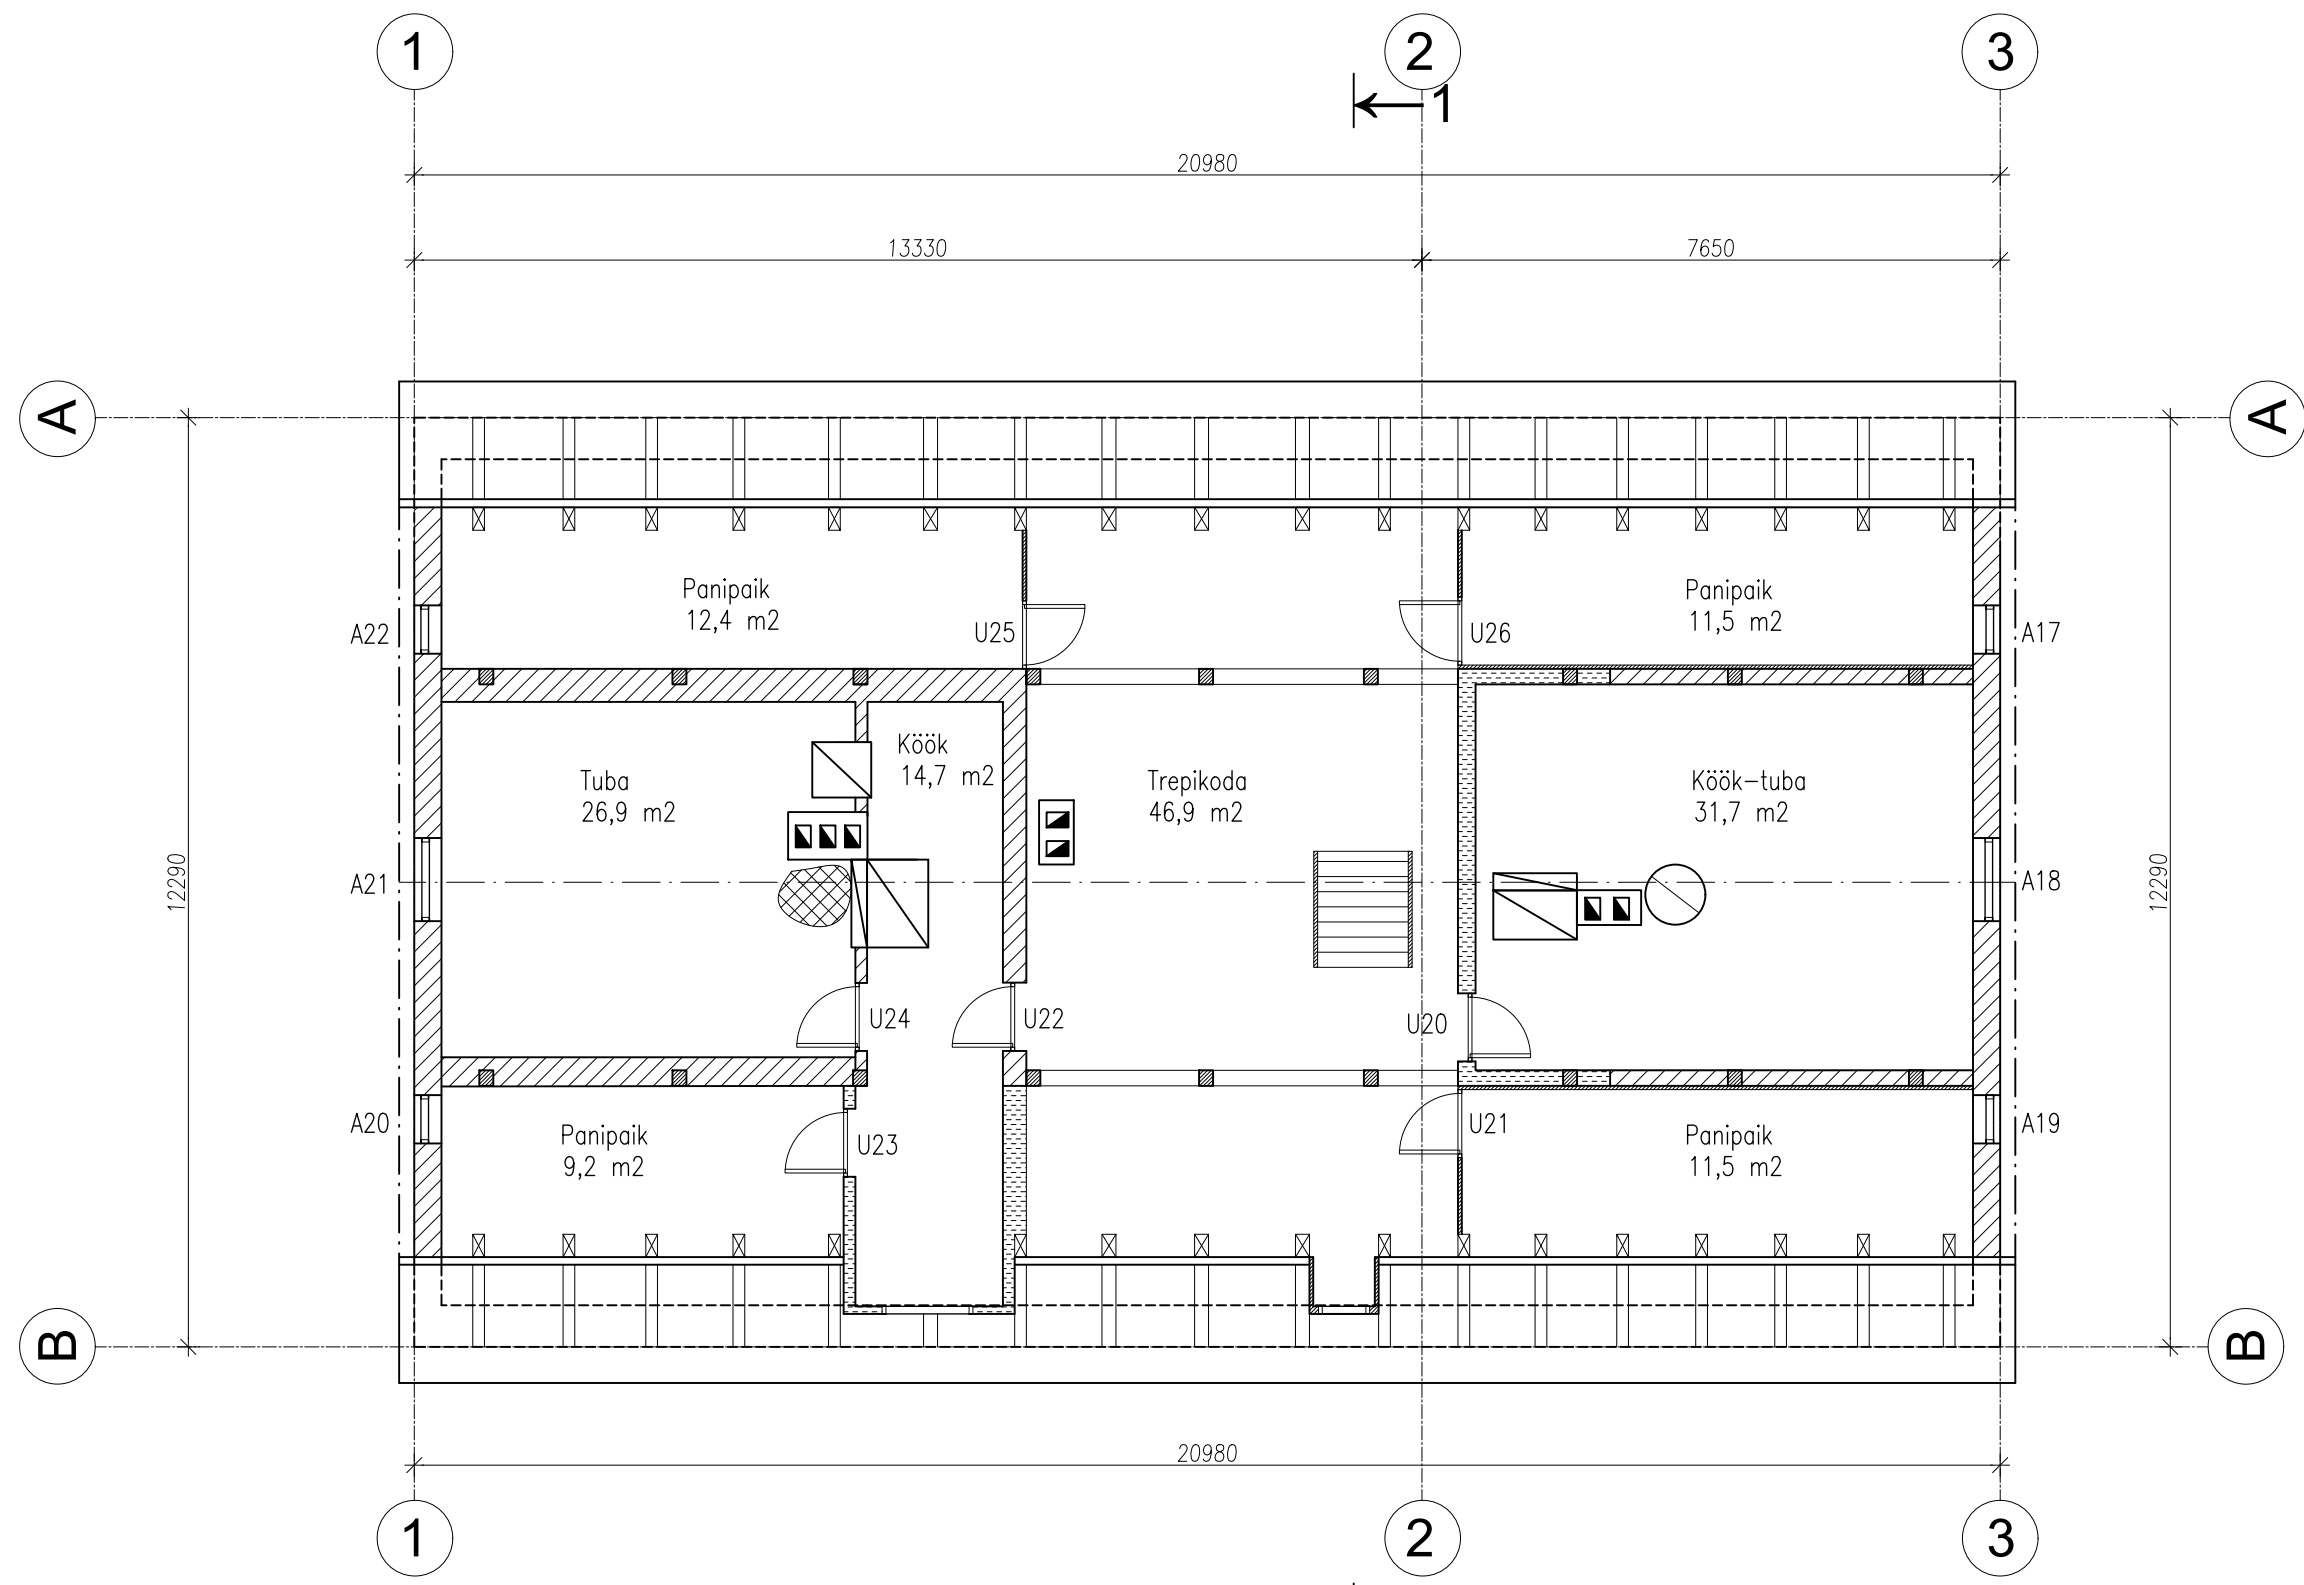 1
2
3
1
20980
13330
7650
A
A
Panipaik
12,4 m2
Panipaik
11,5 m2
A22
U25
U26
A17
Köök
14,7 m2
Tuba
26,9 m2
Trepikoda
46,9 m2
Köök-tuba
31,7 m2
12290
A21
A18
12290
U24
U22
U20
A20
Panipaik
9,2 m2
U23
U21
Panipaik
11,5 m2
A19
B
B
20980
1
2
3